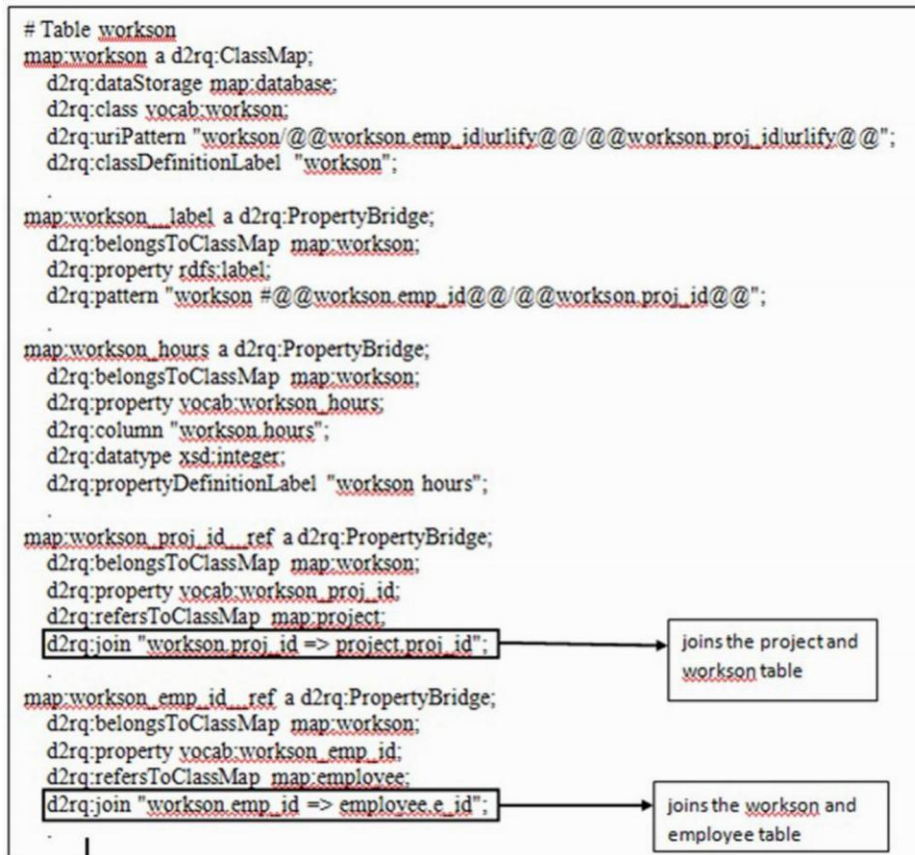 # Table workson
map:workson a d2rq:ClassMap;
d2rq:dataStorage map:database;
d2rq:class vocab:workson;
d2rq:uriPattern "workson/@@workson.emp_id|urlify@@/@@workson.proj_id|urlify@@";
d2rq:classDefinitionLabel "workson";
.
map:workson__label a d2rq:PropertyBridge;
d2rq:belongsToClassMap map:workson;
d2rq:property rdfs:label;
d2rq:pattern "workson #@@workson.emp_id@@/@@workson.proj_id@@";
.
map:workson_hours a d2rq:PropertyBridge;
d2rq:belongsToClassMap map:workson;
d2rq:property vocab:workson_hours;
d2rq:column "workson.hours";
d2rq:datatype xsd:integer;
d2rq:propertyDefinitionLabel "workson hours";
.
map:workson_proj_id__ref a d2rq:PropertyBridge;
d2rq:belongsToClassMap map:workson;
d2rq:property vocab:workson_proj_id;
d2rq:refersToClassMap map:project;
d2rq:join "workson.proj_id => project.proj_id";
joins the project and
workson table
.
map:workson_emp_id__ref a d2rq:PropertyBridge;
d2rq:belongsToClassMap map:workson;
d2rq:property vocab:workson_emp_id;
d2rq:refersToClassMap map:employee;
d2rq:join "workson.emp_id => employee.e_id";
joins the workson and
employee table
.